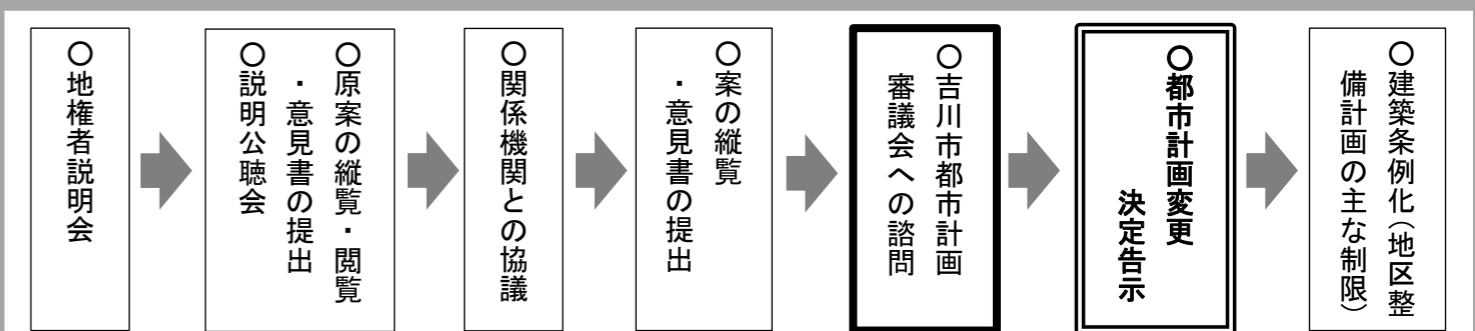 ○地権者説明会
○原案の縦覧・閲覧
・意見書の提出
○説明公聴会
○関係機関との協議
○案の縦覧
・意見書の提出
○吉川市都市計画
審議会への諮問
○都市計画変更
決定告示
○建築条例化(地区整
備計画の主な制限)